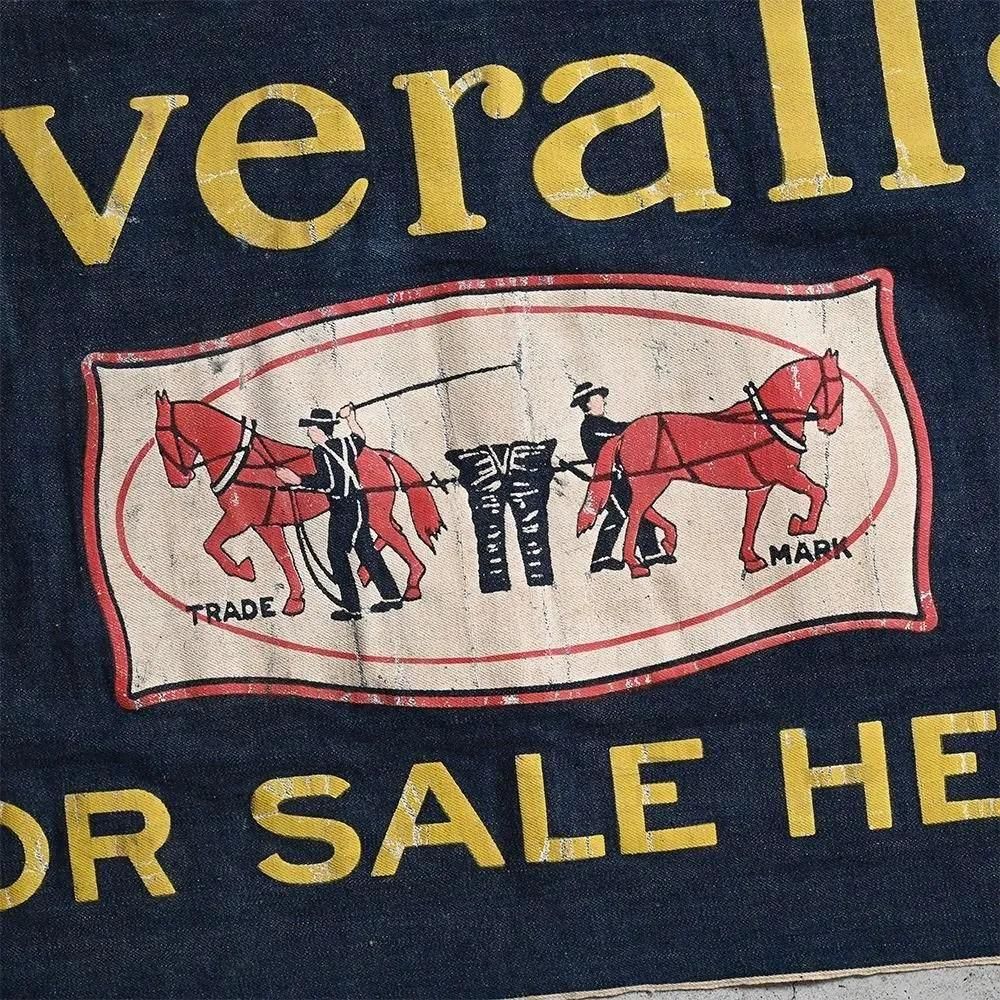 veralls
TRADE MARK
OR SALE HE